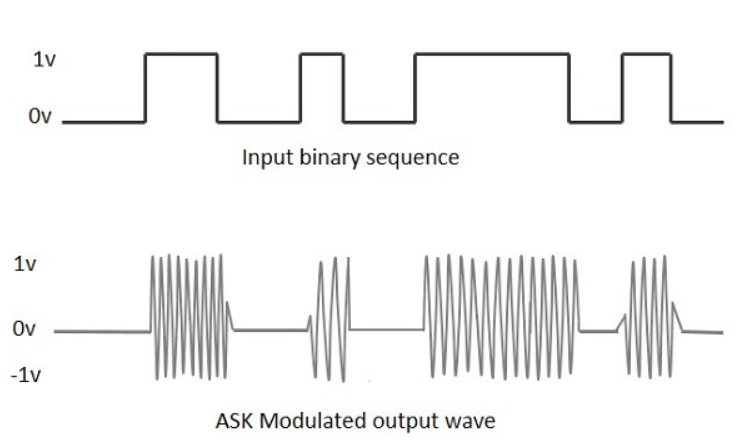 1v
0v
Input binary sequence
1v
0v
-1v
ASK Modulated output wave